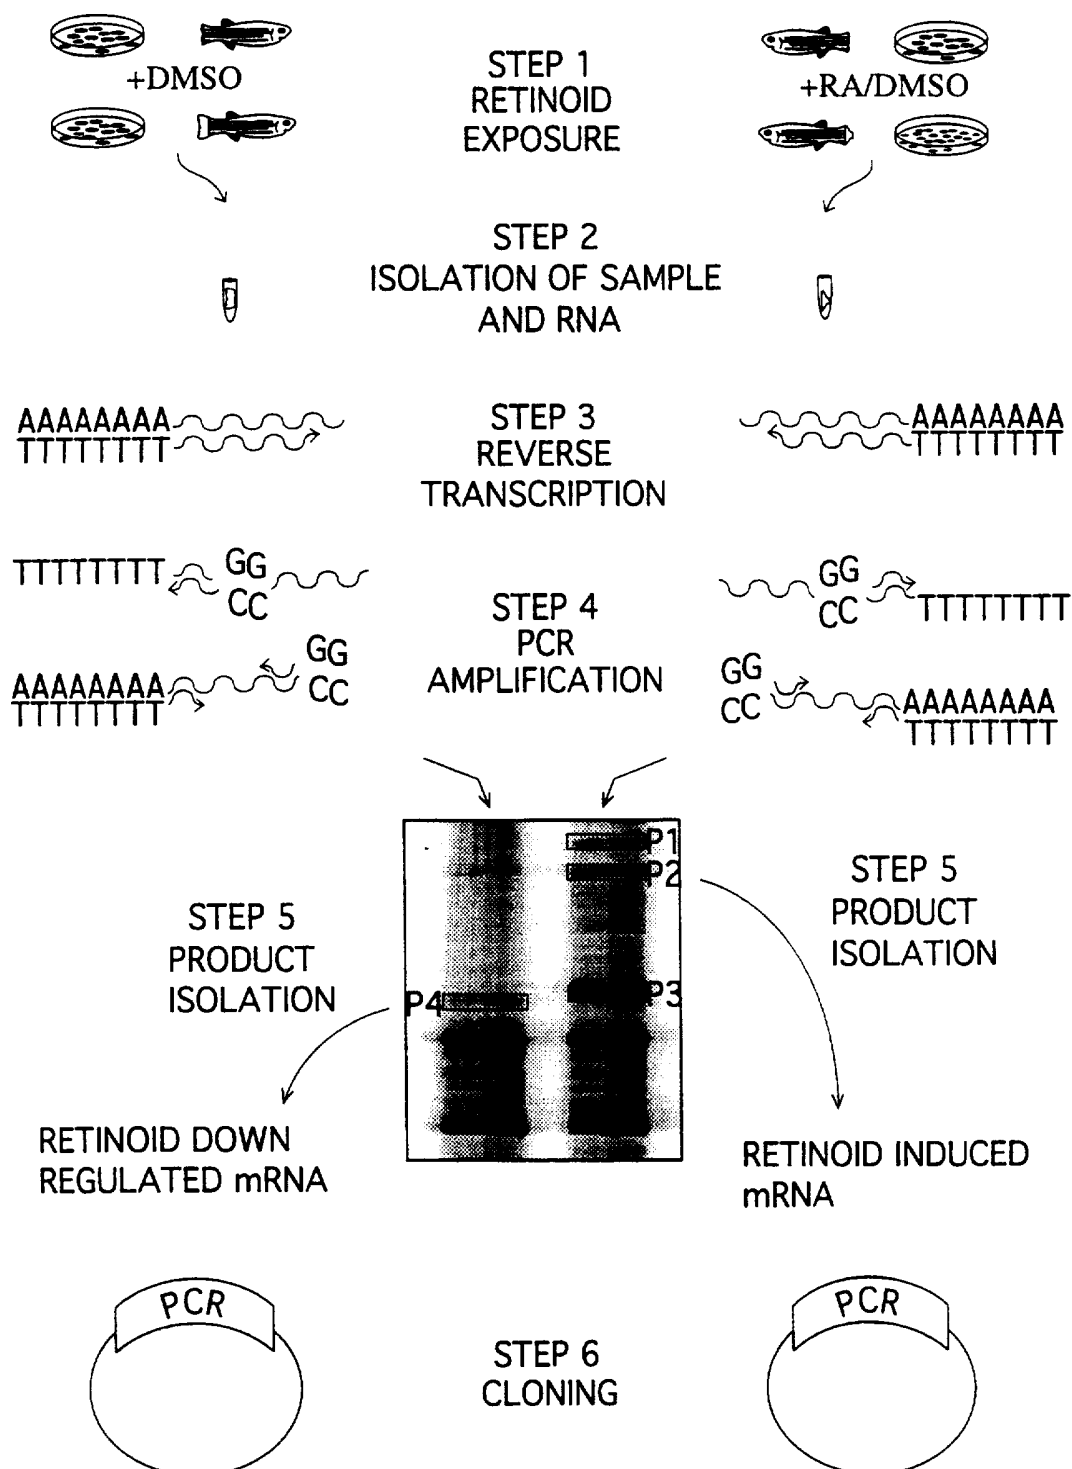 +DMSO
STEP 1
RETINOID
EXPOSURE
+RA/DMSO
STEP 2
ISOLATION OF SAMPLE
AND RNA
AAAAAAAA
TTTTTTTT
STEP 3
REVERSE
TRANSCRIPTION
AAAAAAAA
TTTTTTTT
TTTTTTTT
GG
CC
GG
CC
AAAAAAAA
TTTTTTTT
STEP 4
PCR
AMPLIFICATION
GG
CC
TTTTTTTT
GG
CC
AAAAAAAA
TTTTTTTT
P1
P2
P3
P4
STEP 5
PRODUCT
ISOLATION
STEP 5
PRODUCT
ISOLATION
RETINOID DOWN
REGULATED mRNA
RETINOID INDUCED
mRNA
PCR
STEP 6
CLONING
PCR